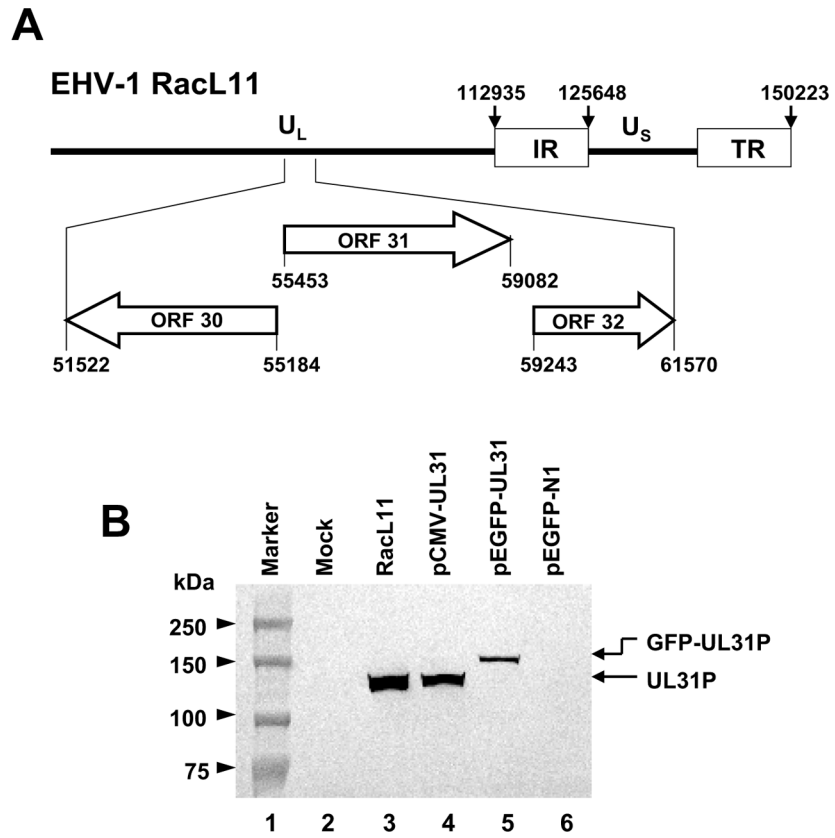 A
EHV-1 RacL11
112935 125648 150223
UL US
IR TR
ORF 31
55453 59082
ORF 30 ORF 32
51522 55184 59243 61570
B
Marker
Mock
RacL11
pCMV-UL31
pEGFP-UL31
pEGFP-N1
kDa
250
150
100
75
GFP-UL31P
UL31P
1 2 3 4 5 6